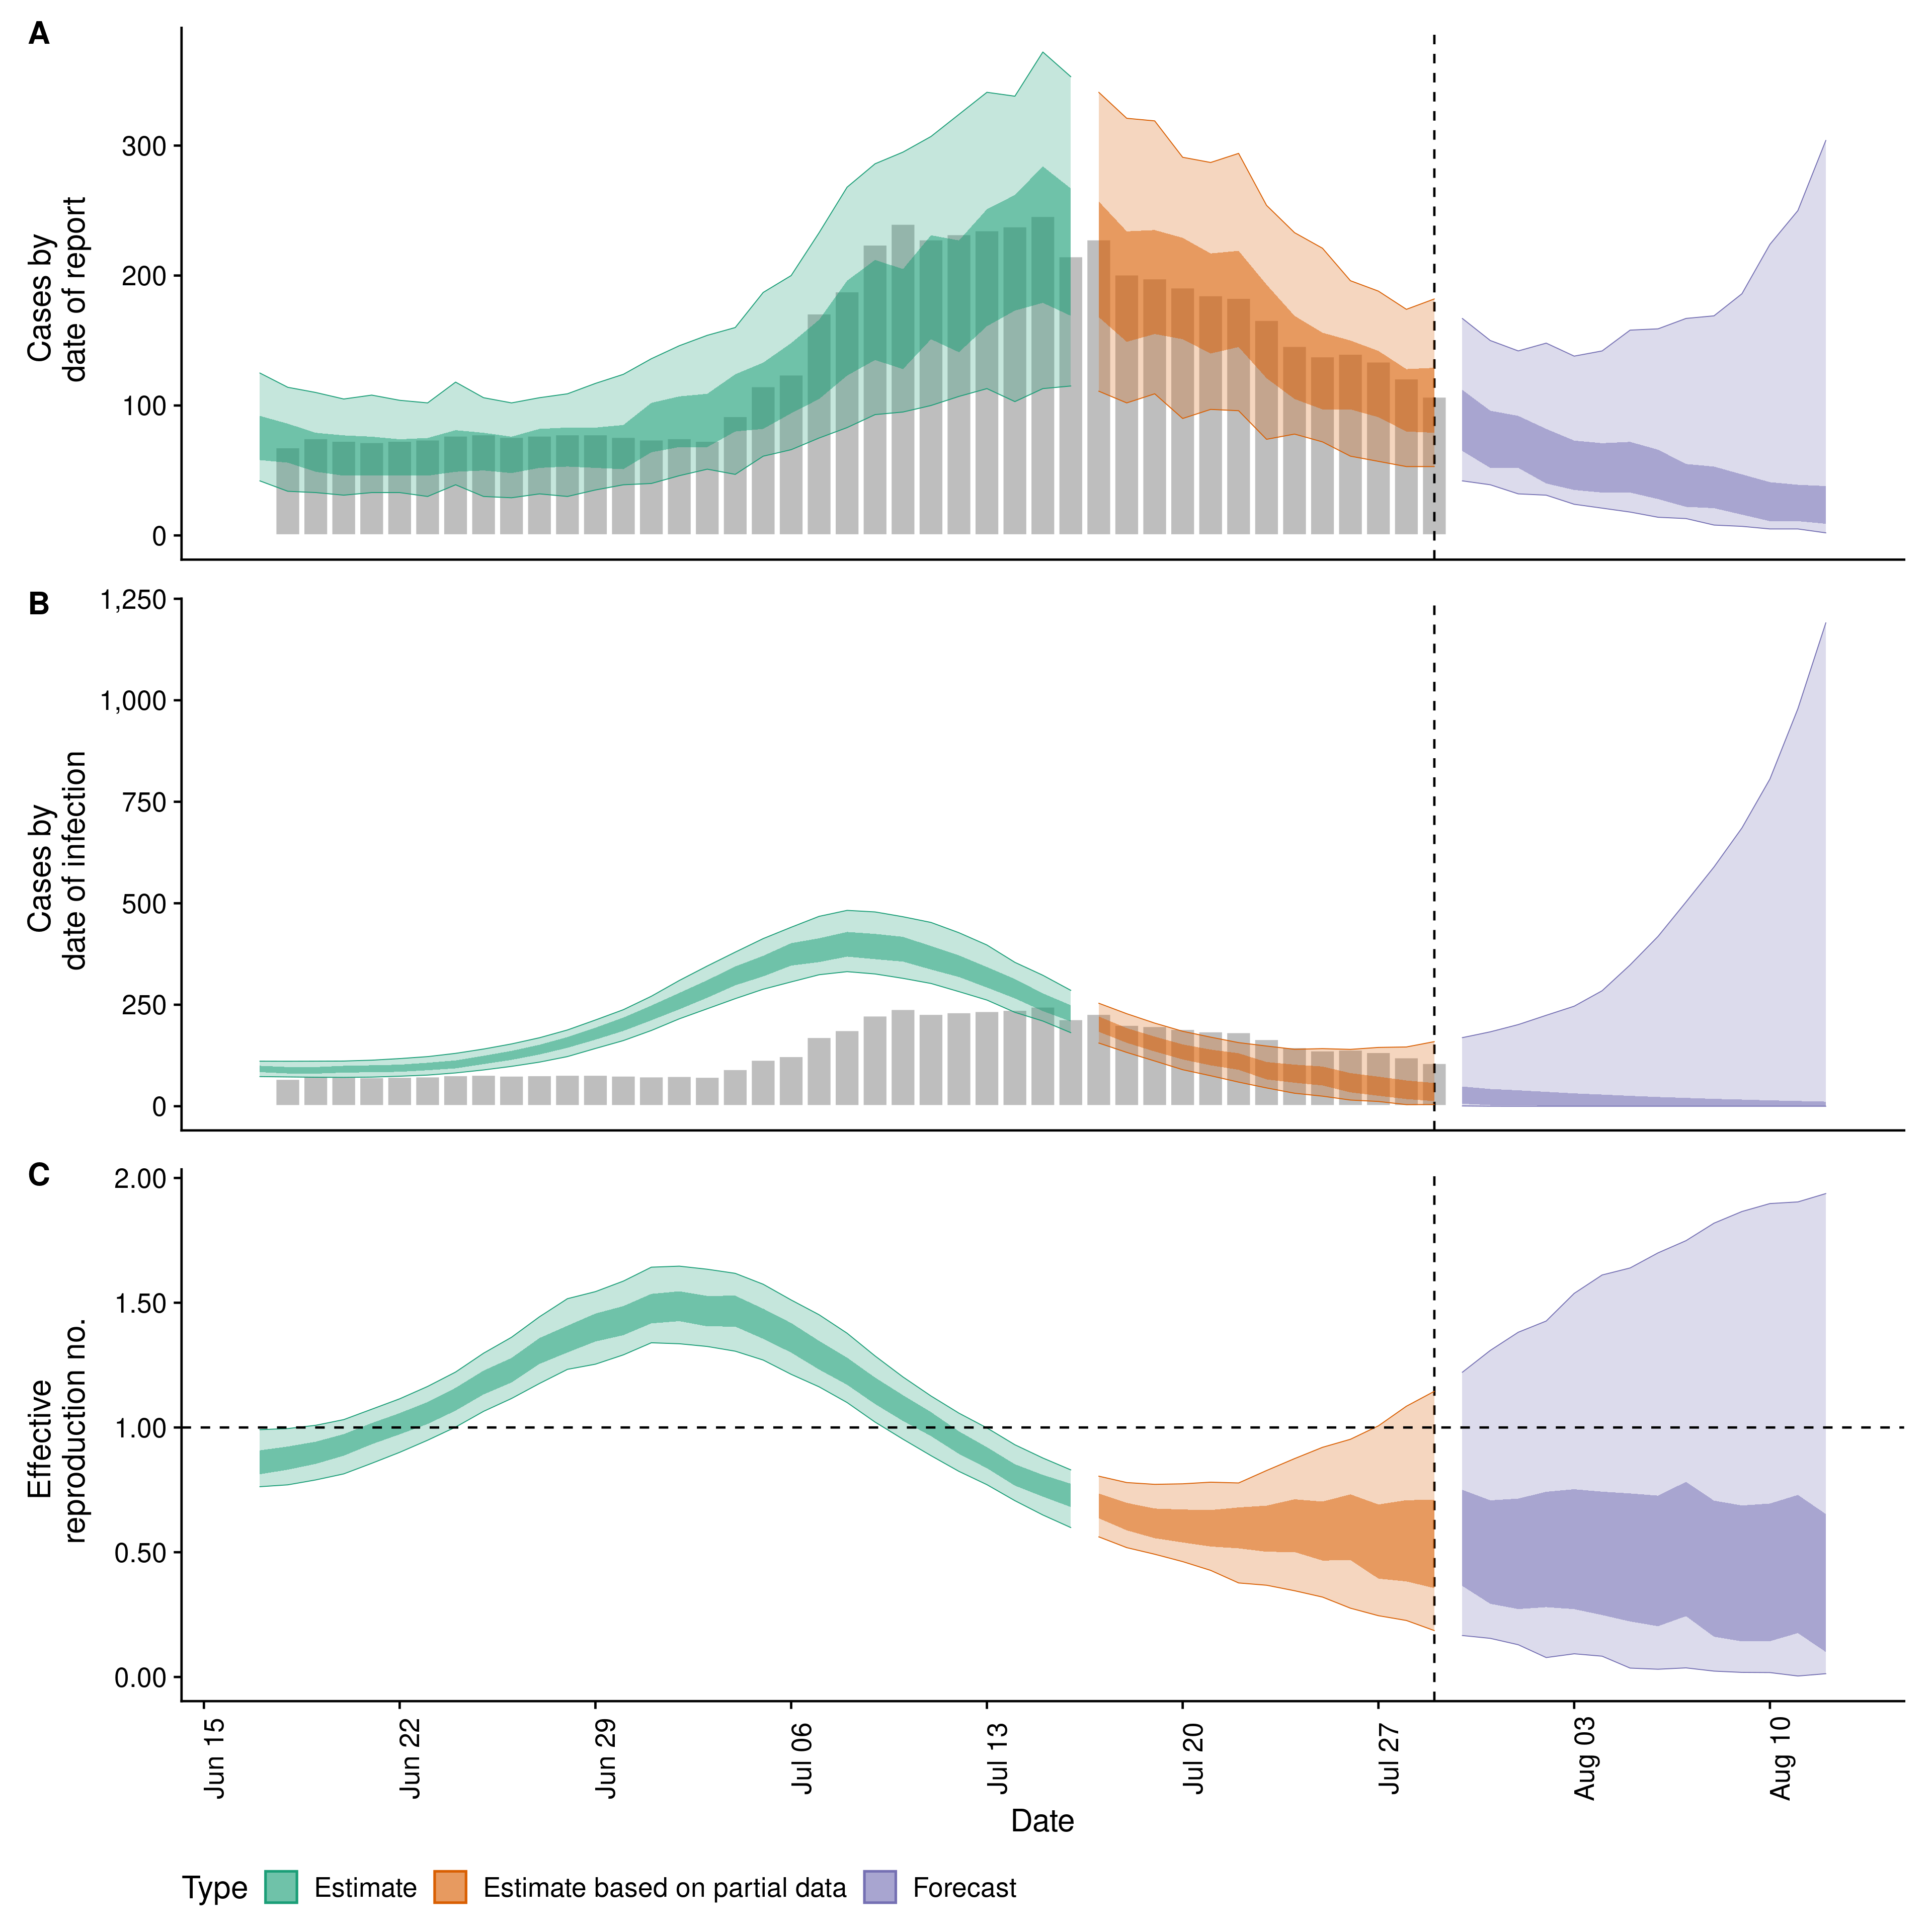 A
Cases by
date of report
300
200
100
0
B
Cases by
date of infection
1,250
1,000
750
500
250
0
C
Effective
reproduction no.
2.00
1.50
1.00
0.50
0.00
Jun 15
Jun 22
Jun 29
Jul 06
Jul 13
Jul 20
Jul 27
Aug 03
Aug 10
Date
Type Estimate Estimate based on partial data Forecast